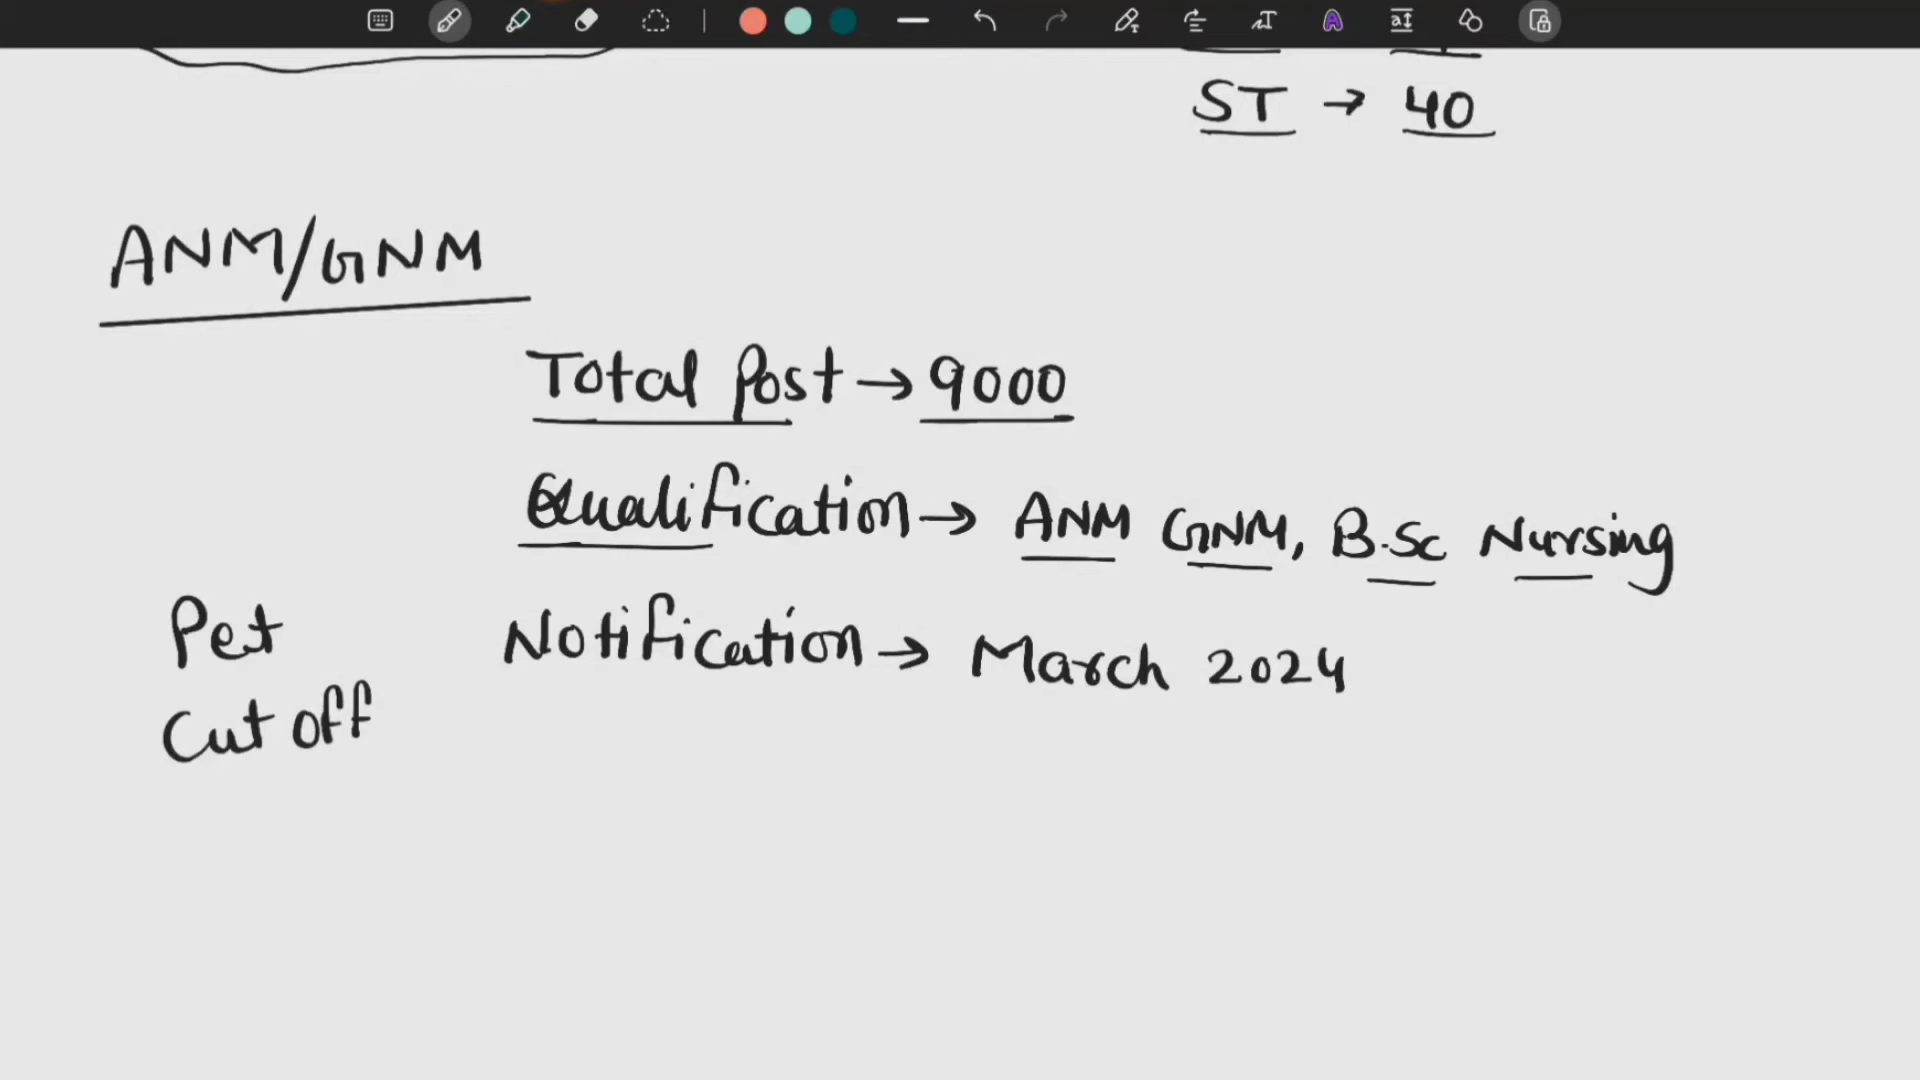 ST → 40
ANM/GNM
Total Post → 9000
Qualification → ANM GNM, B.Sc Nursing
Pet Notification → March 2024
Cut off